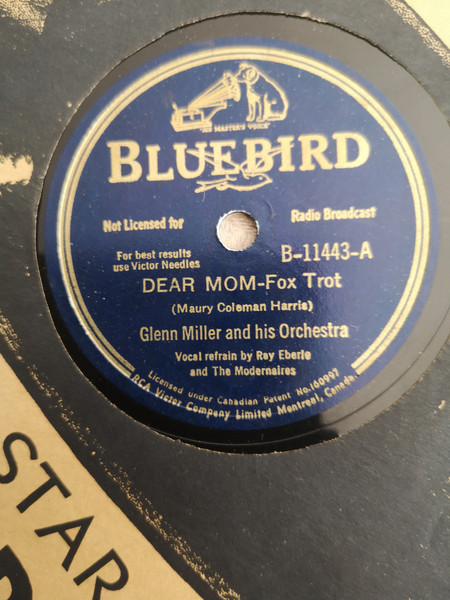 "HIS MASTER'S VOICE"
BLUEBIRD
Not Licensed for Radio Broadcast
For best results
use Victor Needles
B-11443-A
DEAR MOM-Fox Trot
(Maury Coleman Harris)
Glenn Miller and his Orchestra
Vocal refrain by Ray Eberle
and The Modernaires
Licensed under Canadian Patent No. 160997
RCA Victor Company Limited Montreal, Canada.
STAR